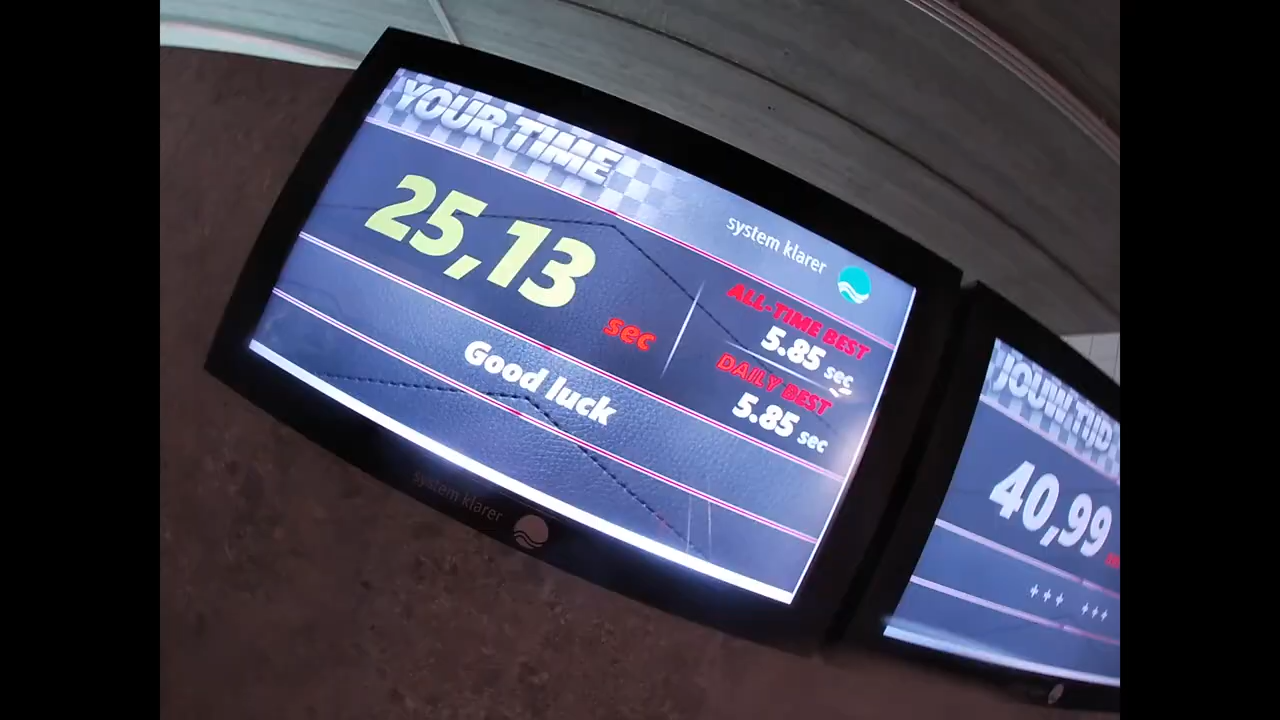 YOUR TIME
25,13
sec
system klarer
ALL-TIME BEST
5.85 sec
DAILY BEST
5.85 sec
Good luck
system klarer
JOUW TIJD
40,99
+++ +++